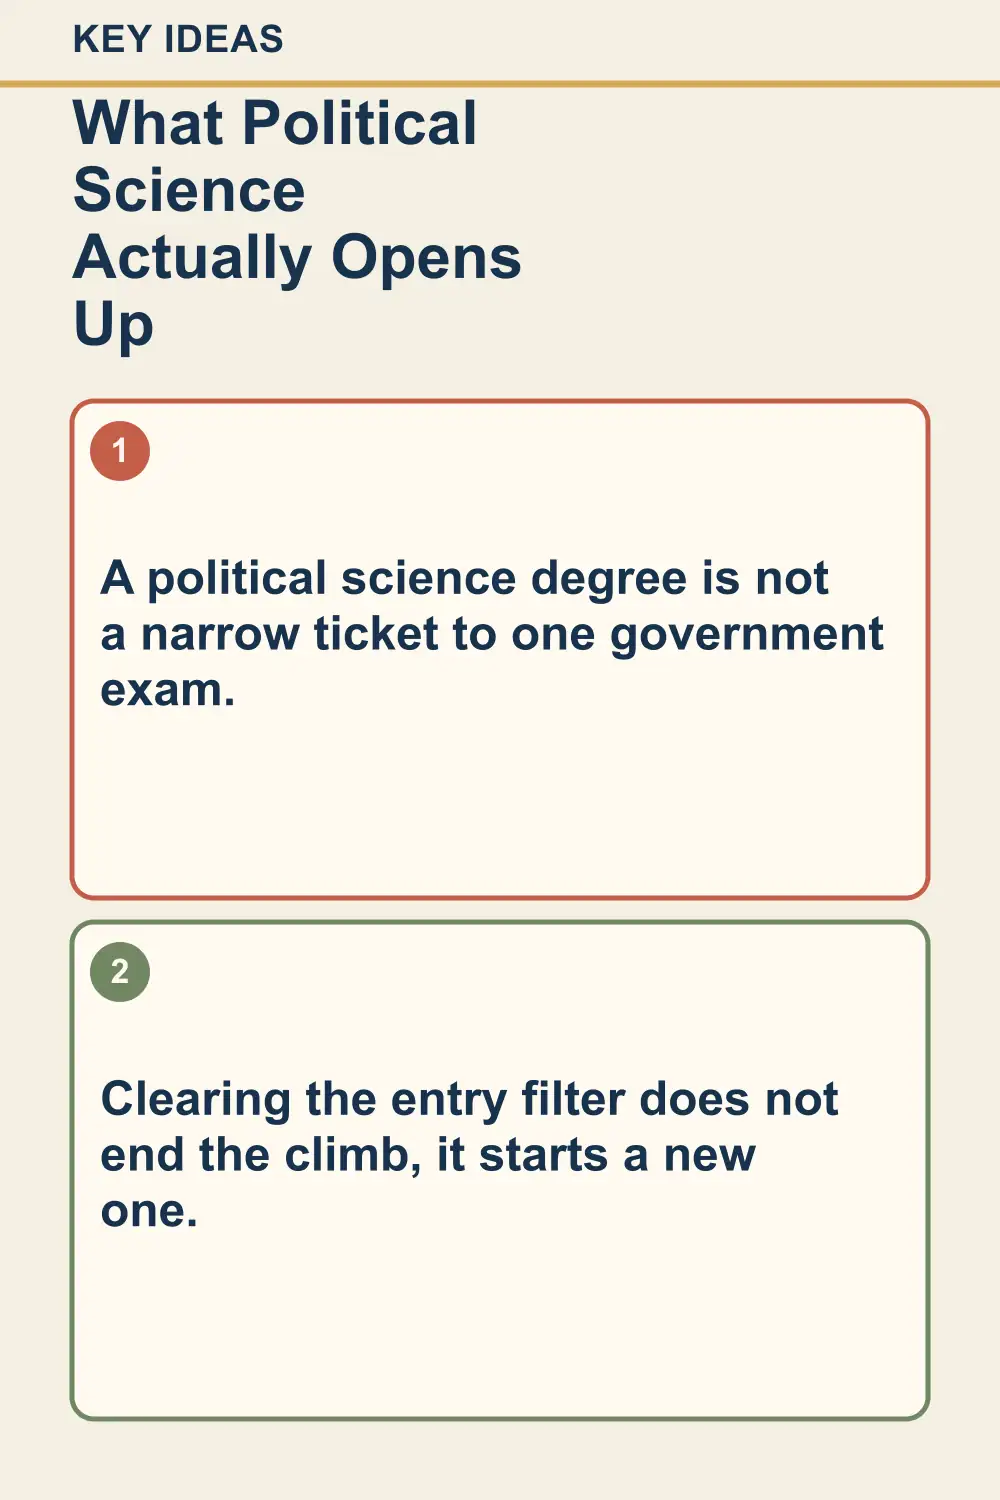 KEY IDEAS
What Political
Science
Actually Opens
Up
1
A political science degree is not
a narrow ticket to one government
exam.
2
Clearing the entry filter does not
end the climb, it starts a new
one.